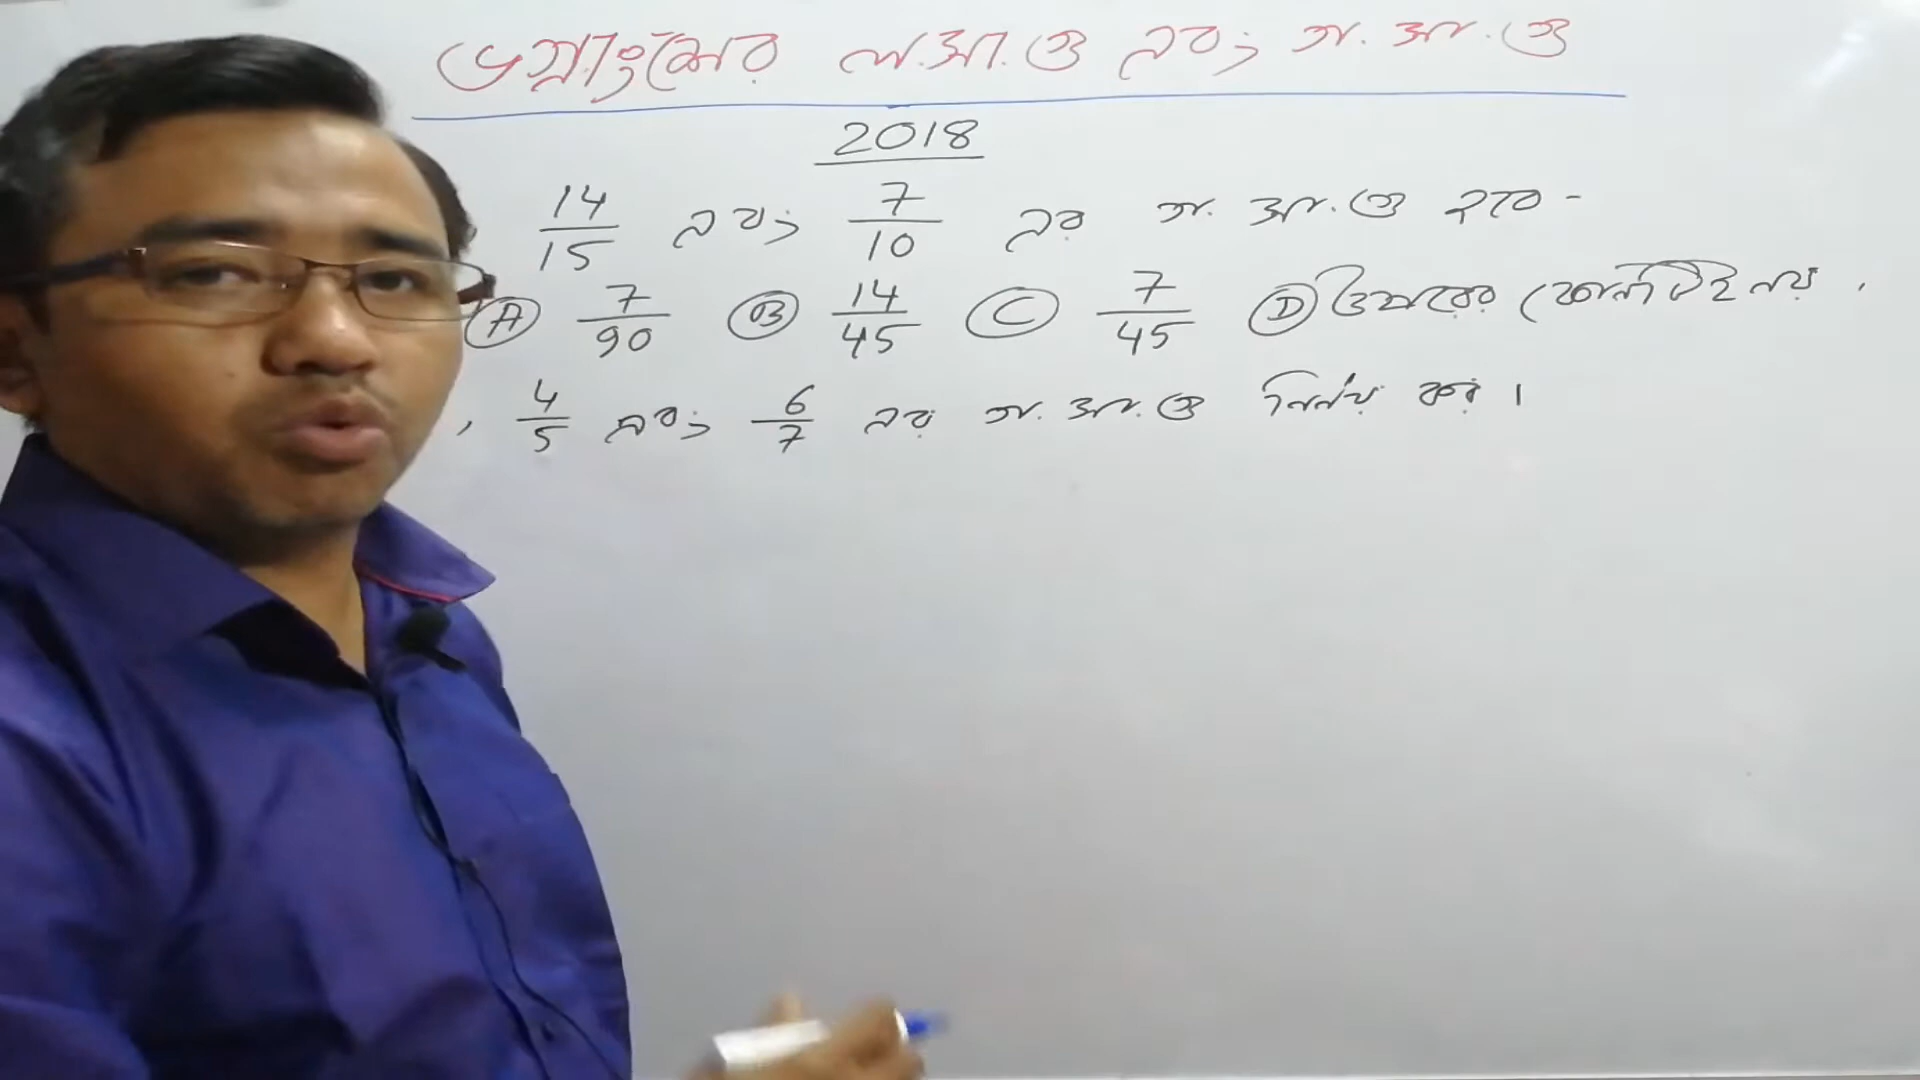 ভগ্নাংশের ল.সা.গু এবং গ.সা.গু
2018
14/15 এবং 7/10 এর গ.সা.গু হবে -
Ⓐ 7/90 Ⓑ 14/45 Ⓒ 7/45 Ⓓ উপরের কোনটিই নয়.
, 4/5 এবং 6/7 এর গ.সা.গু নির্ণয় কর।